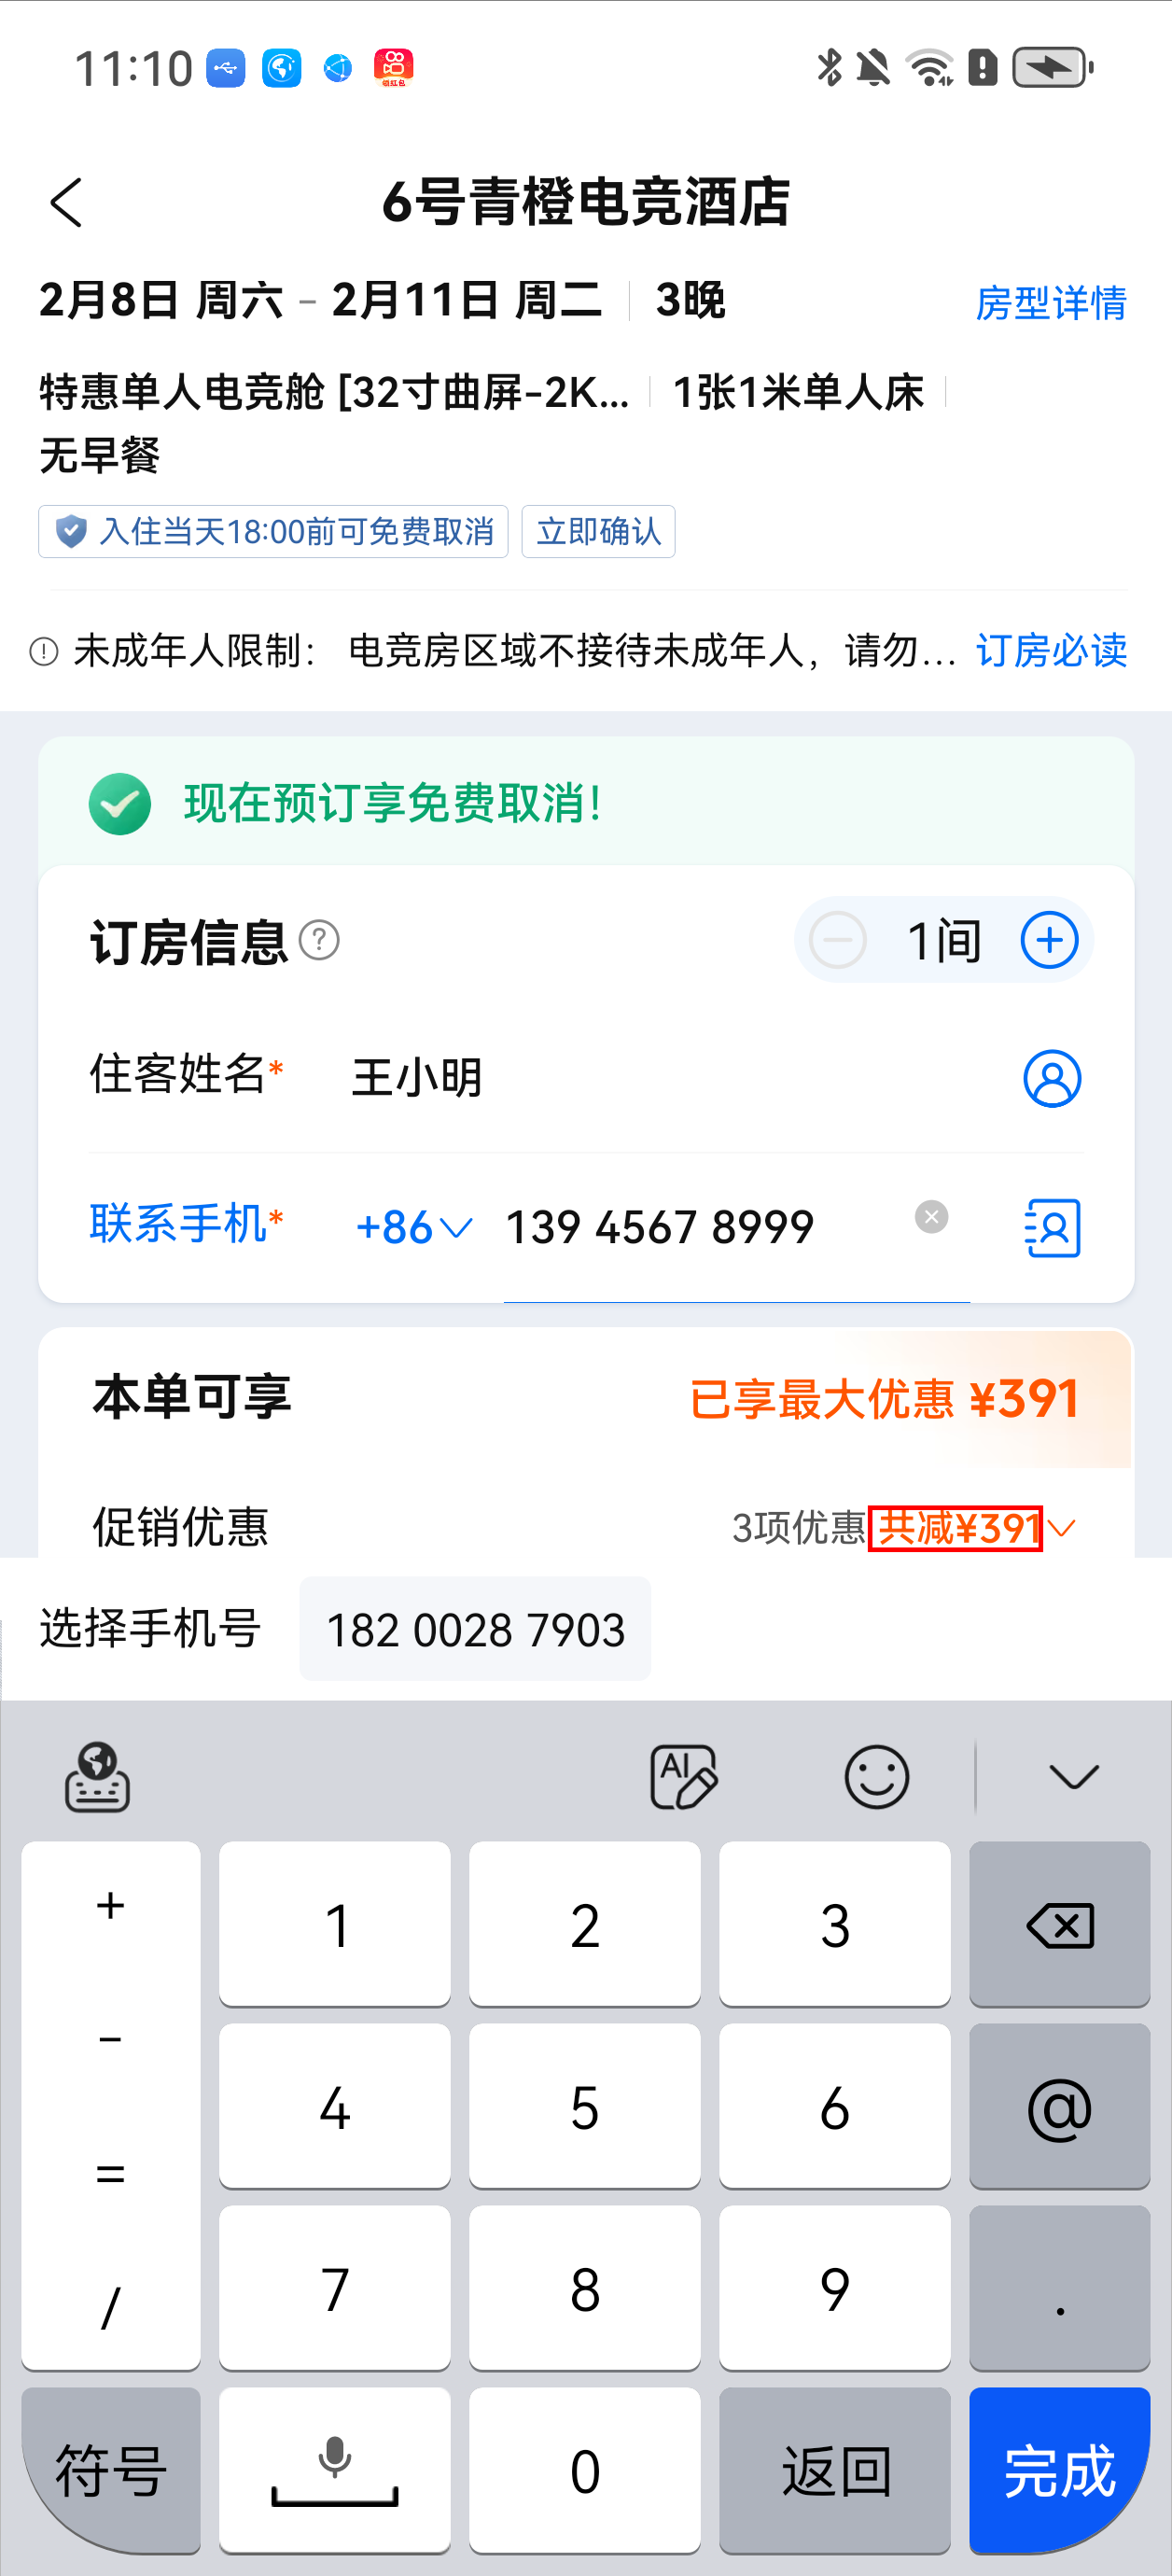 11:10
领红包
6号青橙电竞酒店
2月8日 周六 - 2月11日 周二 3晚 房型详情
特惠单人电竞舱 [32寸曲屏-2K... 1张1米单人床
无早餐
入住当天18:00前可免费取消 立即确认
未成年人限制： 电竞房区域不接待未成年人，请勿... 订房必读
现在预订享免费取消！
订房信息 ? 1间
住客姓名* 王小明
联系手机* +86 139 4567 8999
本单可享 已享最大优惠 ¥391
促销优惠 3项优惠 共减¥391
选择手机号 182 0028 7903
AI
+ 1 2 3
- 4 5 6 @
= 7 8 9 .
/
符号 0 返回 完成